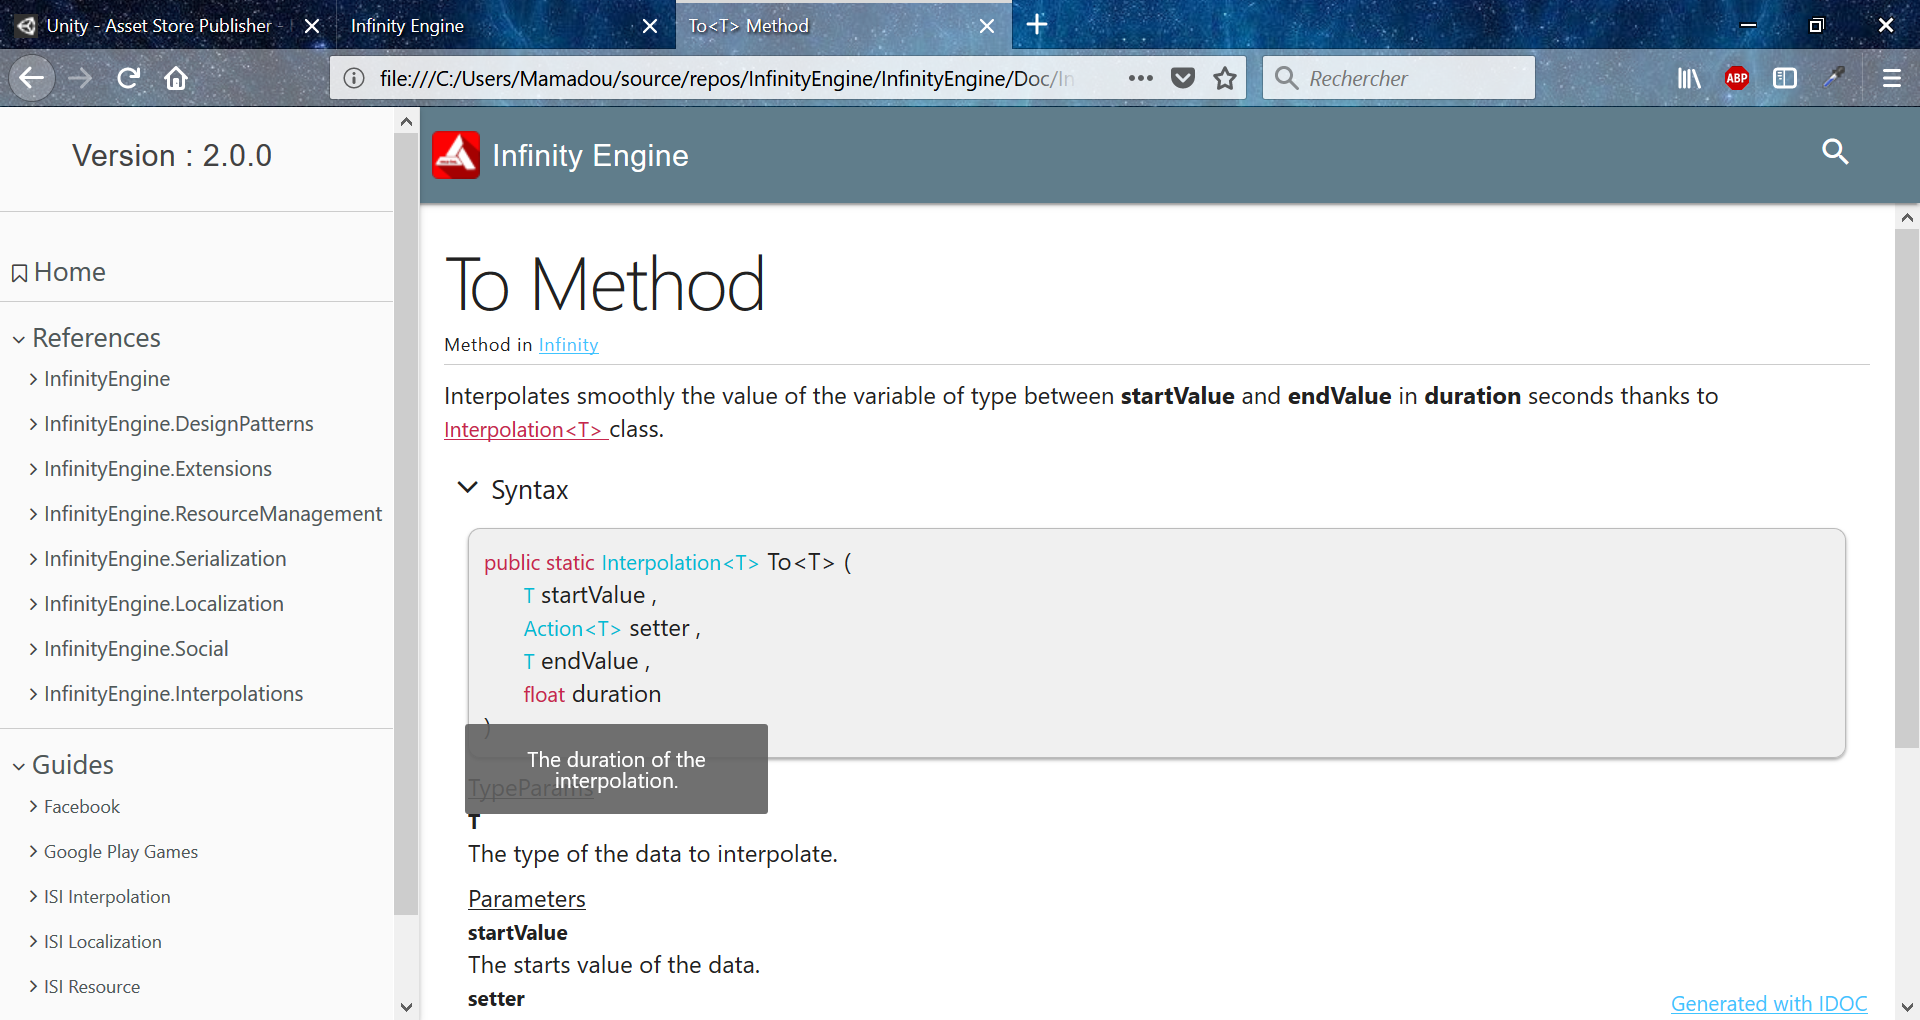 Unity - Asset Store Publisher
Infinity Engine
To<T> Method
file:///C:/Users/Mamadou/source/repos/InfinityEngine/InfinityEngine/Doc/In
Rechercher
ABP
Version : 2.0.0
Home
References
InfinityEngine
InfinityEngine.DesignPatterns
InfinityEngine.Extensions
InfinityEngine.ResourceManagement
InfinityEngine.Serialization
InfinityEngine.Localization
InfinityEngine.Social
InfinityEngine.Interpolations
Guides
Facebook
Google Play Games
ISI Interpolation
ISI Localization
ISI Resource
Infinity Engine
To Method
Method in Infinity
Interpolates smoothly the value of the variable of type between startValue and endValue in duration seconds thanks to
Interpolation<T> class.
Syntax
public static Interpolation<T> To<T> (
T startValue ,
Action<T> setter ,
T endValue ,
float duration
)
The duration of the
interpolation.
TypeParams
T
The type of the data to interpolate.
Parameters
startValue
The starts value of the data.
setter
Generated with IDOC